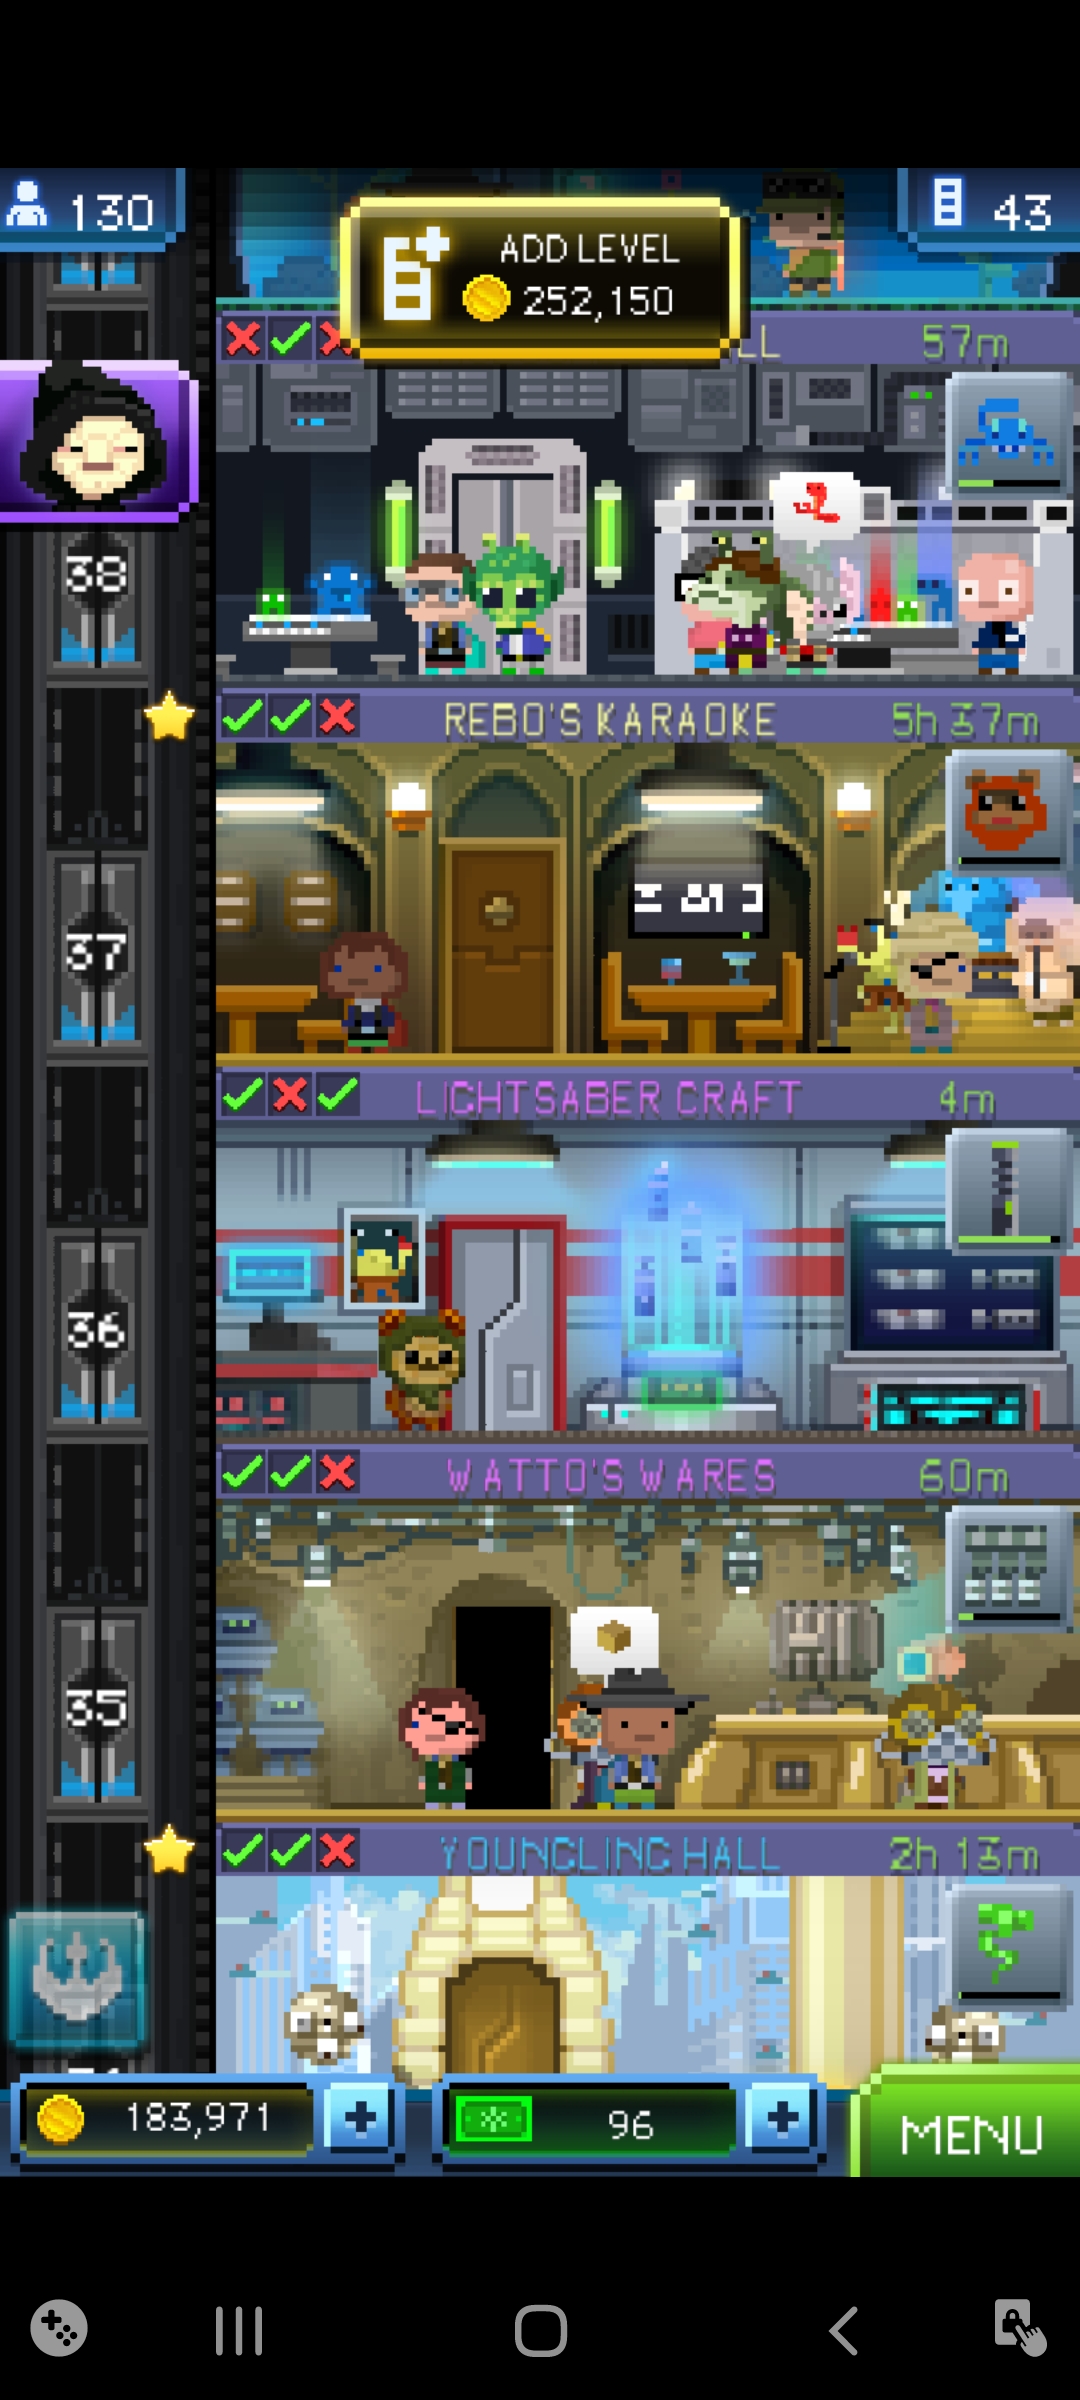 130
ADD LEVEL
252,150
43
LL
57m
38
REBO'S KARAOKE
5h 37m
37
LIGHTSABER CRAFT
4m
36
WATTO'S WARES
60m
35
YOUNGLING HALL
2h 13m
183,971
96
MENU